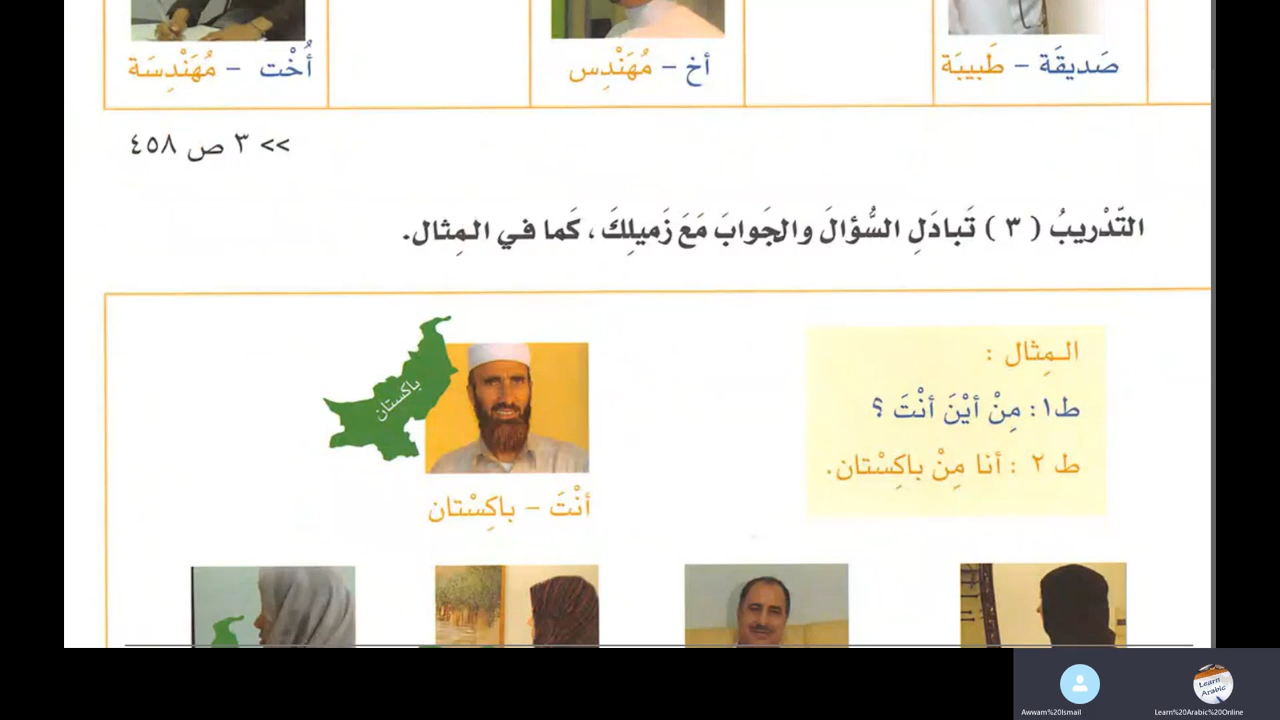 صَديقَة – طَبيبَة
أخ – مُهَنْدِس
أُخْت – مُهَنْدِسَة
>> ٣ ص ٤٥٨
التّدْريبُ ( ٣ ) تَبادَلِ السُّؤالَ والجَوابَ مَعَ زَميلِكَ ، كَما في المِثال.
المِثال :
ط١: مِنْ أيْنَ أنْتَ ؟
ط ٢ : أنا مِنْ باكِسْتان.
باكستان
أنْتَ – باكِسْتان
Awwam%20Ismail
Learn Arabic
Learn%20Arabic%20Online